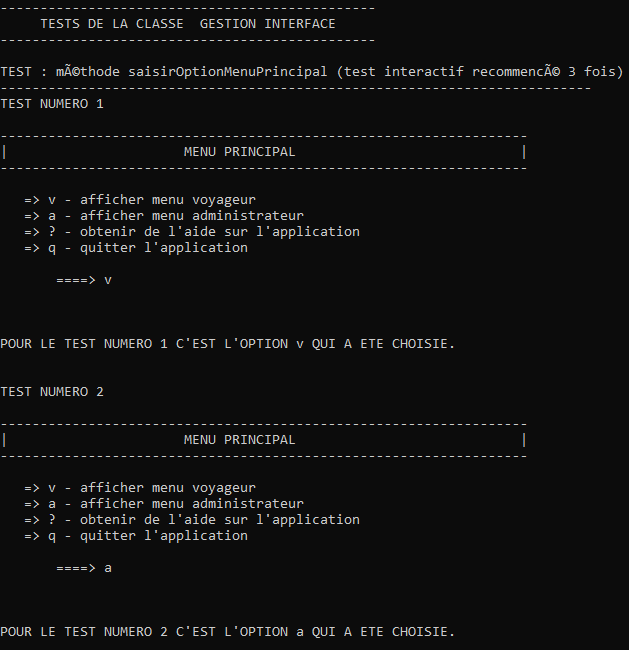 -----------------------------------------------
TESTS DE LA CLASSE  GESTION INTERFACE
-----------------------------------------------
TEST : mÃ©thode saisirOptionMenuPrincipal (test interactif recommencÃ© 3 fois)
--------------------------------------------------------------------------
TEST NUMERO 1
------------------------------------------------------------------
|                      MENU PRINCIPAL                            |
------------------------------------------------------------------
=> v - afficher menu voyageur
=> a - afficher menu administrateur
=> ? - obtenir de l'aide sur l'application
=> q - quitter l'application
====> v
POUR LE TEST NUMERO 1 C'EST L'OPTION v QUI A ETE CHOISIE.
TEST NUMERO 2
------------------------------------------------------------------
|                      MENU PRINCIPAL                            |
------------------------------------------------------------------
=> v - afficher menu voyageur
=> a - afficher menu administrateur
=> ? - obtenir de l'aide sur l'application
=> q - quitter l'application
====> a
POUR LE TEST NUMERO 2 C'EST L'OPTION a QUI A ETE CHOISIE.